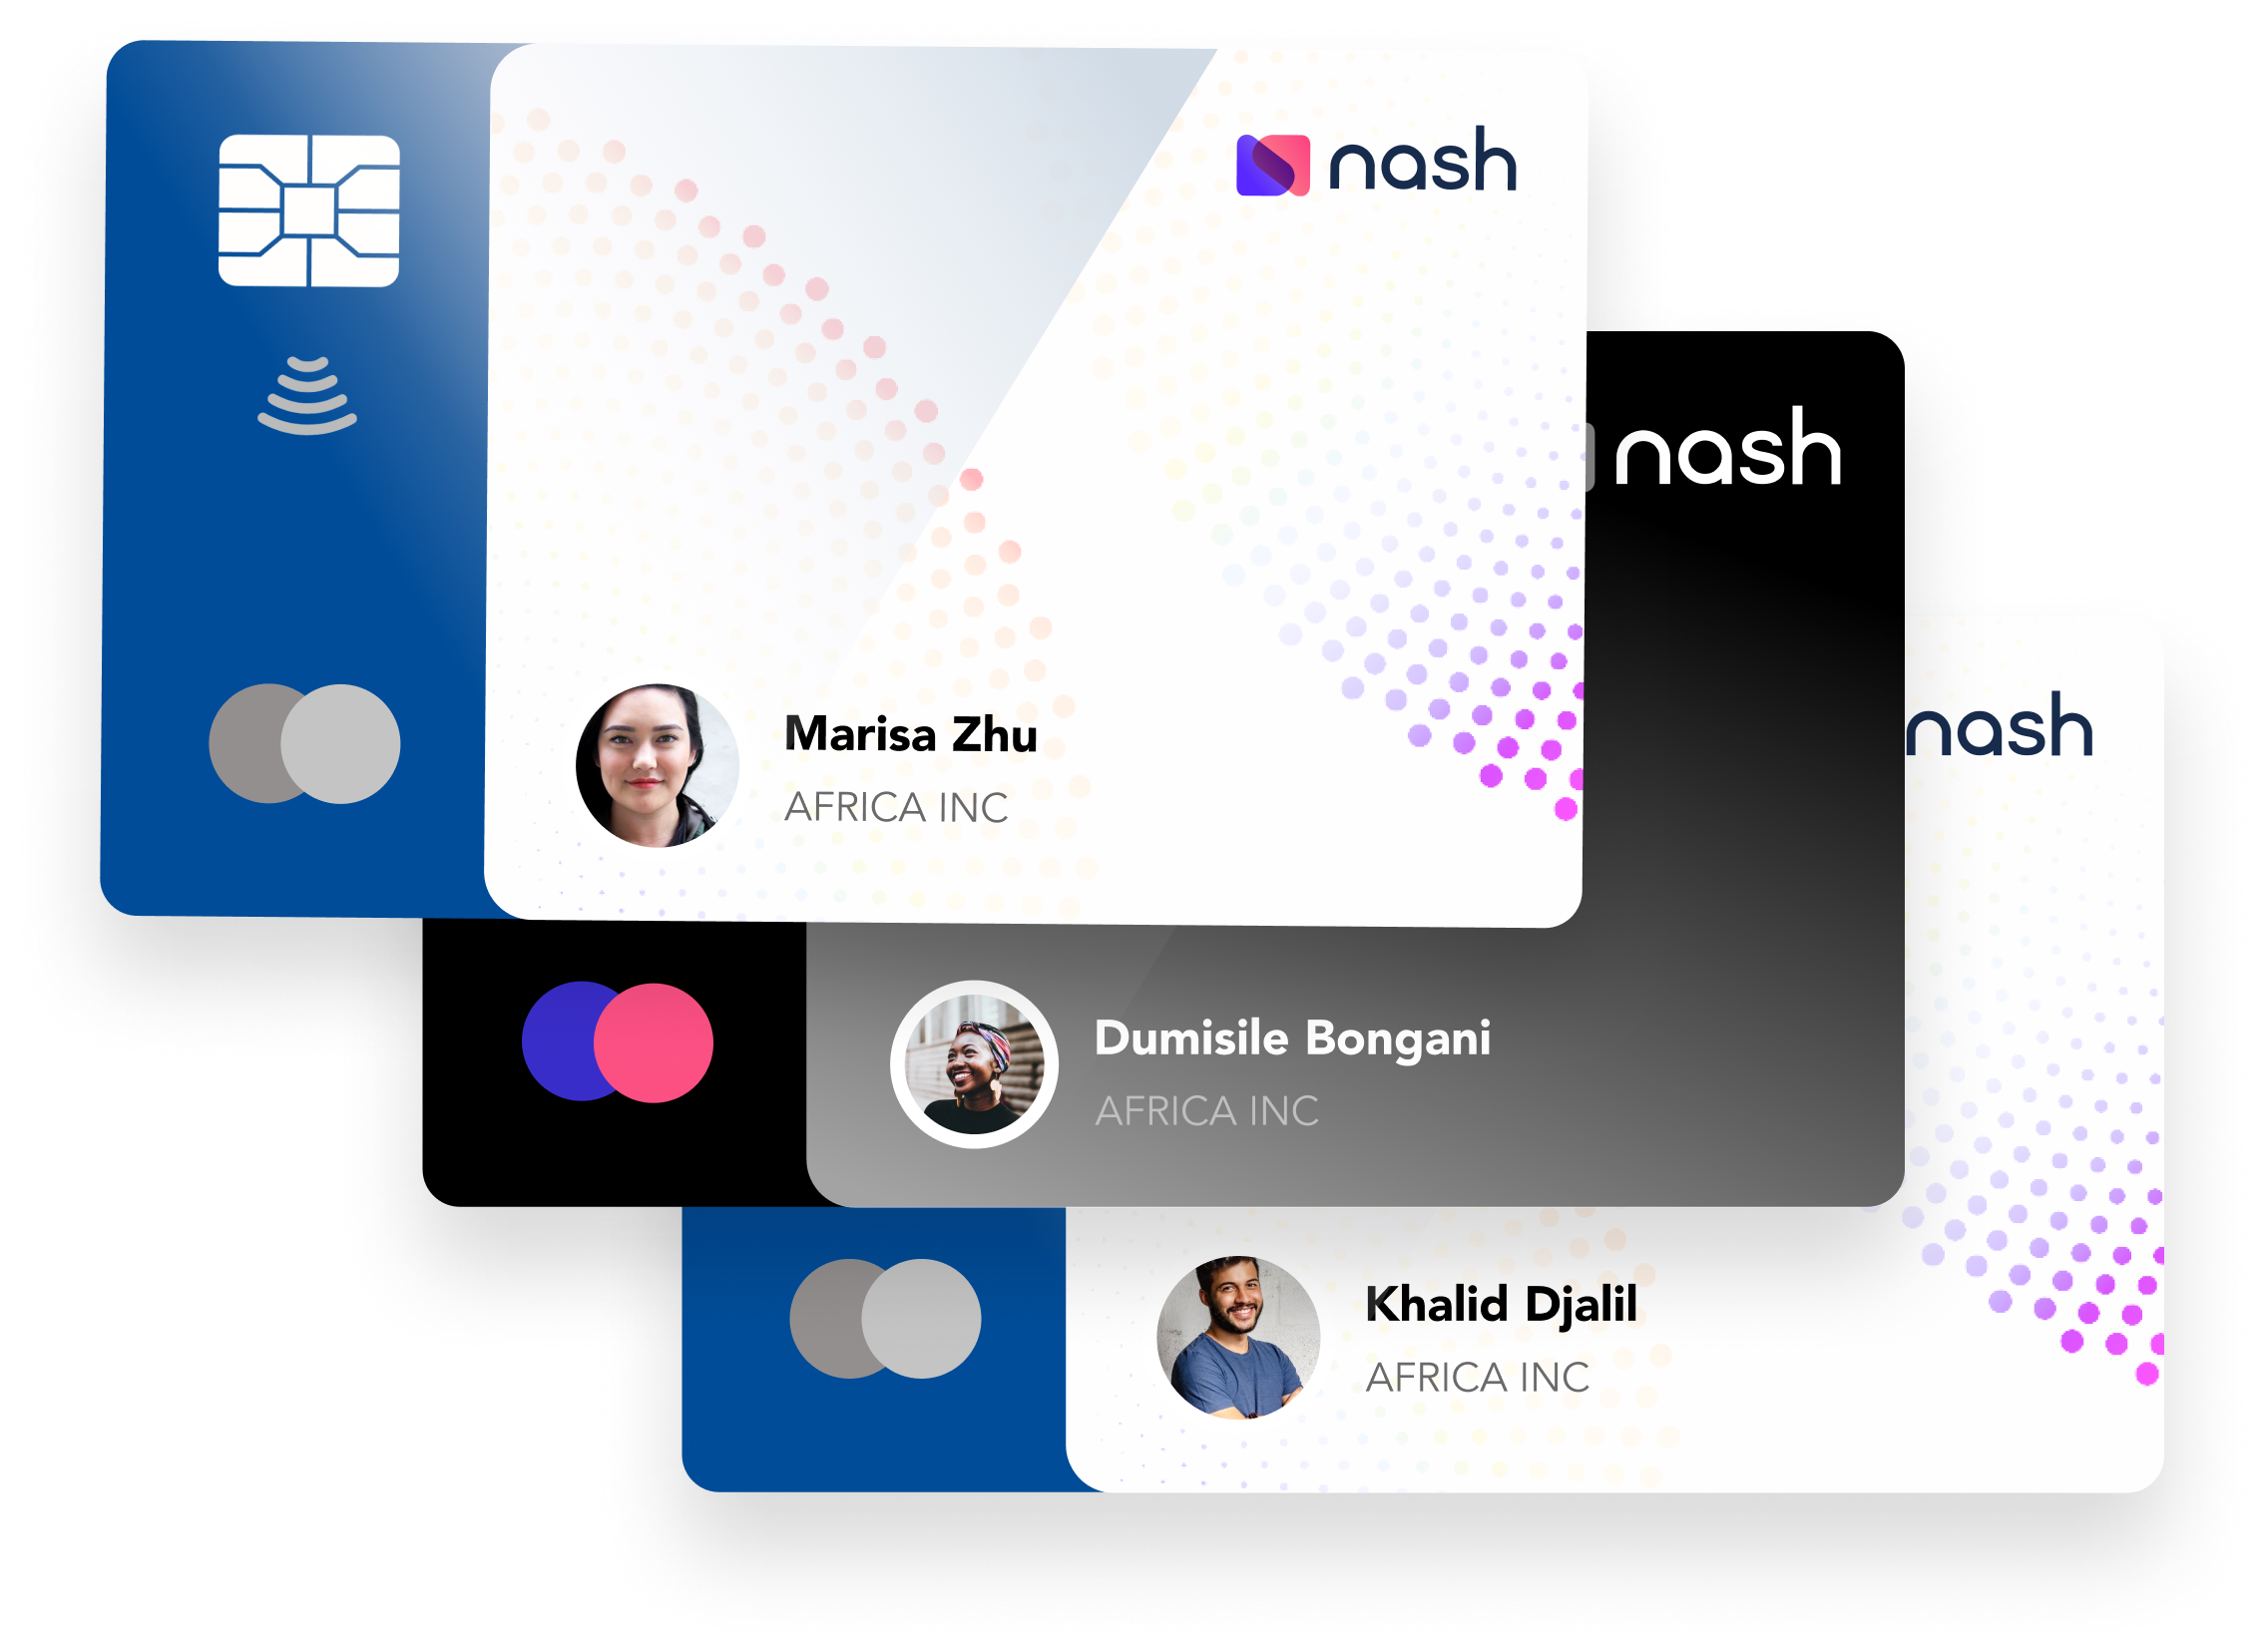 nash
Marisa Zhu
AFRICA INC
nash
Dumisile Bongani
AFRICA INC
nash
Khalid Djalil
AFRICA INC